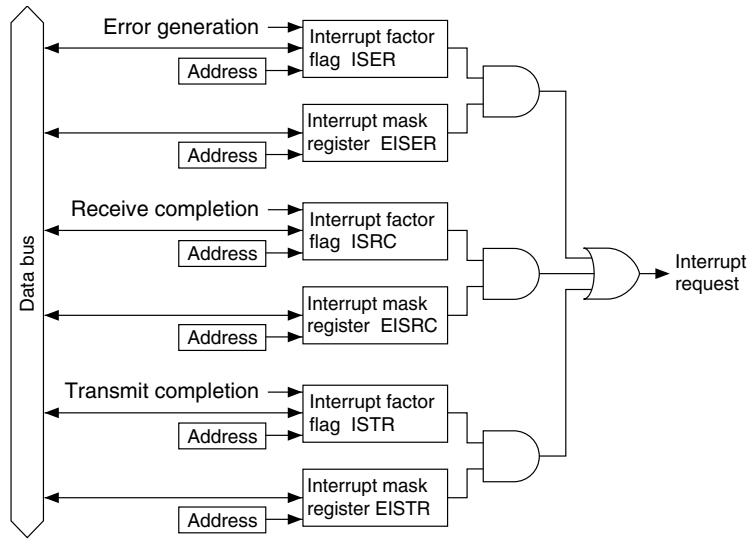 Error generation
Interrupt factor
flag ISER
Address
Interrupt mask
register EISER
Address
Receive completion
Interrupt factor
flag ISRC
Address
Interrupt mask
register EISRC
Address
Transmit completion
Interrupt factor
flag ISTR
Address
Interrupt mask
register EISTR
Address
Data bus
Interrupt
request